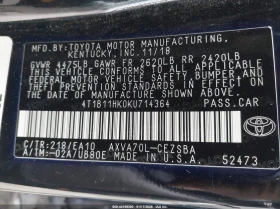 MFD. BY: TOYOTA MOTOR MANUFACTURING,
KENTUCKY, INC. 11/18
GVWR 4475LB GAWR FR 2620LB RR 2420LB
THIS VEHICLE CONFORMS TO ALL APPLICABLE
FEDERAL MOTOR VEHICLE SAFETY, BUMPER, AND
THEFT PREVENTION STANDARDS IN EFFECT ON
THE DATE OF MANUFACTURE SHOWN ABOVE.
4T1B11HK0KU714364 PASS.CAR
C/TR:218/EA10 AXVA70L-CEZSBA
A/TM:-02A/UB80E MADE IN U.S.A.
52473
TOYOTA